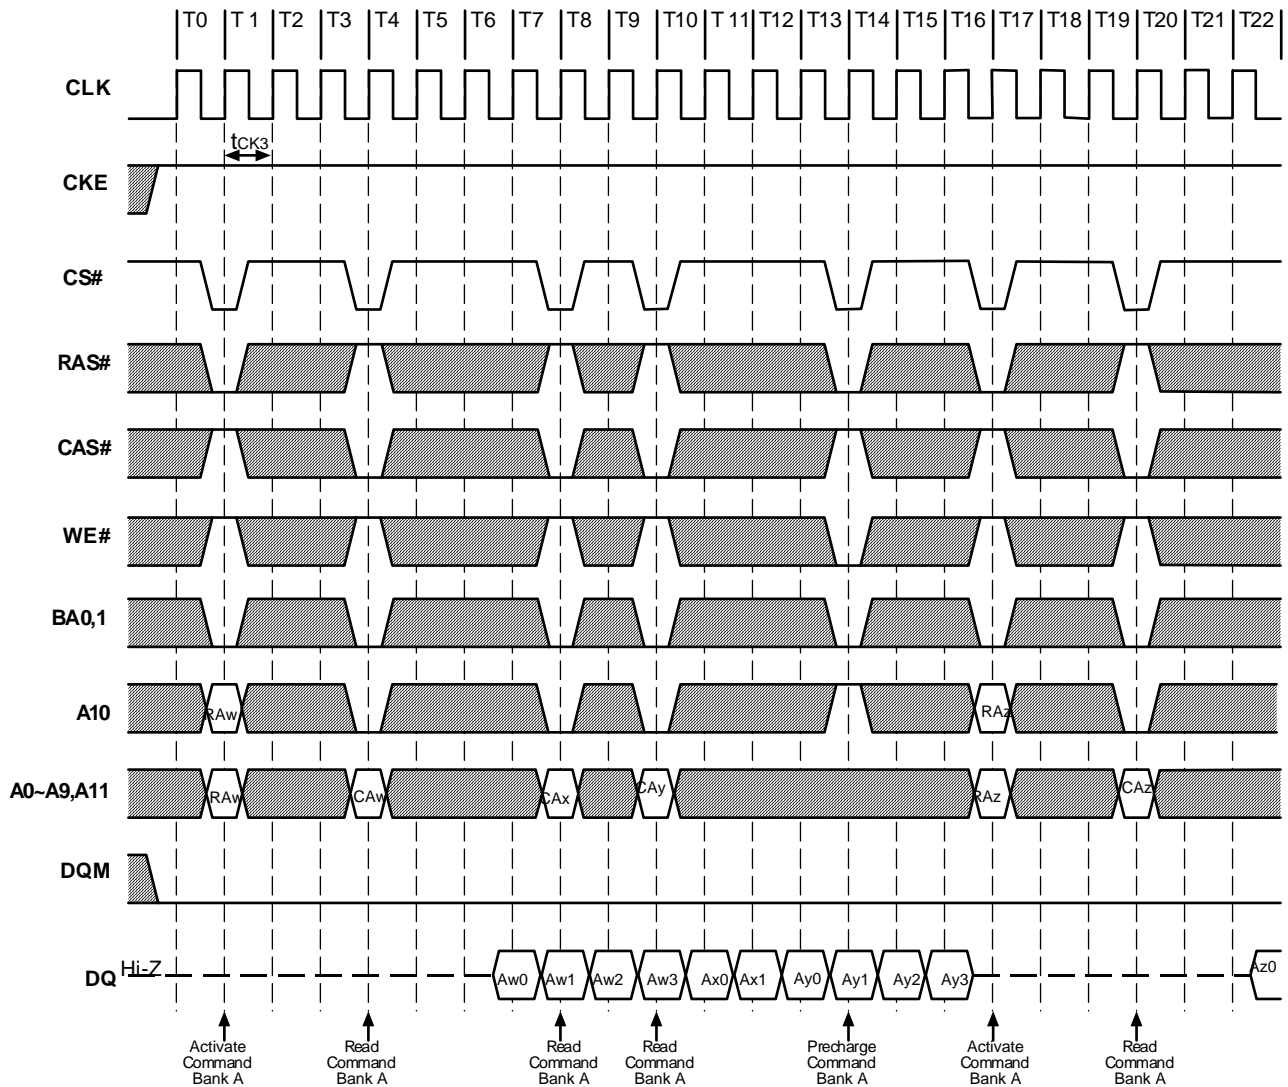 T0 T 1 T2 T3 T4 T5 T6 T7 T8 T9 T10 T 11 T12 T13 T14 T15 T16 T17 T18 T19 T20 T21 T22
CLK
tCK3
CKE
CS#
RAS#
CAS#
WE#
BA0,1
A10
RAw RAz
A0~A9,A11
RAw CAw CAx CAy RAz CAz
DQM
DQ
Hi-Z
Aw0 Aw1 Aw2 Aw3 Ax0 Ax1 Ay0 Ay1 Ay2 Ay3 Az0
Activate
Command
Bank A
Read
Command
Bank A
Read
Command
Bank A
Read
Command
Bank A
Precharge
Command
Bank A
Activate
Command
Bank A
Read
Command
Bank A